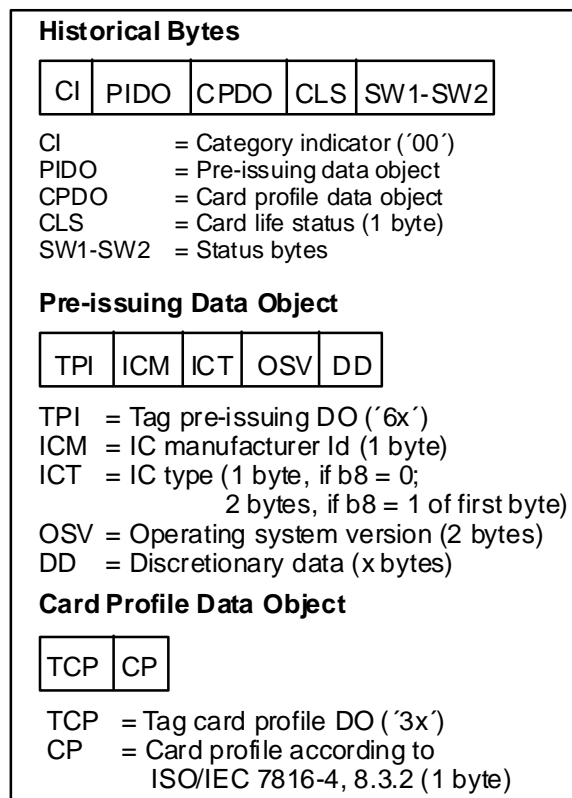 Historical Bytes
CI PIDO CPDO CLS SW1-SW2
CI = Category indicator (´00´)
PIDO = Pre-issuing data object
CPDO = Card profile data object
CLS = Card life status (1 byte)
SW1-SW2 = Status bytes
Pre-issuing Data Object
TPI ICM ICT OSV DD
TPI = Tag pre-issuing DO (´6x´)
ICM = IC manufacturer Id (1 byte)
ICT = IC type (1 byte, if b8 = 0;
2 bytes, if b8 = 1 of first byte)
OSV = Operating system version (2 bytes)
DD = Discretionary data (x bytes)
Card Profile Data Object
TCP CP
TCP = Tag card profile DO (´3x´)
CP = Card profile according to
ISO/IEC 7816-4, 8.3.2 (1 byte)